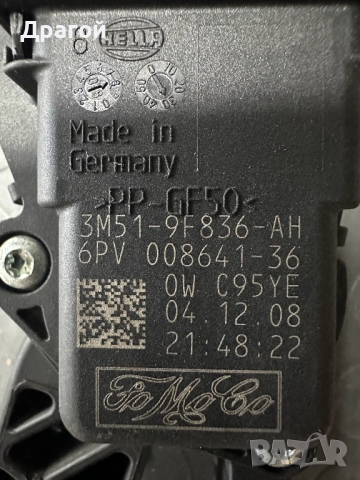 Драгой
HELLA
Made in
Germany
>PP-GF50<
3M51-9F836-AH
6PV 008641-36
0W C95YE
04.12.08
21:48:22
FoMoCo
BAZAR